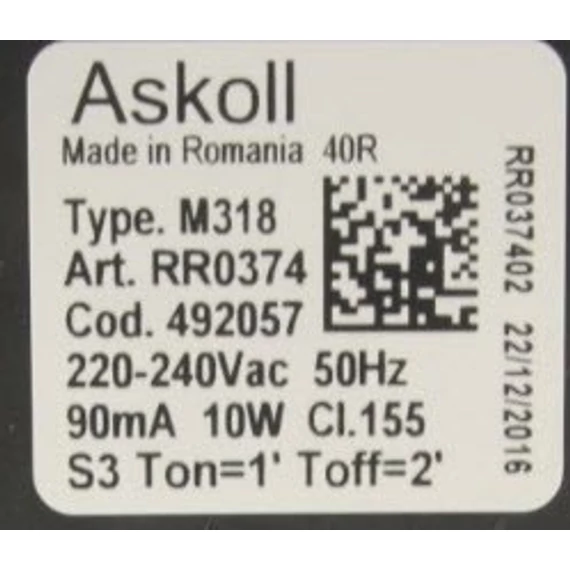 Askoll
Made in Romania 40R
Type. M318
Art. RR0374
Cod. 492057
220-240Vac 50Hz
90mA 10W Cl.155
S3 Ton=1' Toff=2'
RR037402 22/12/2016